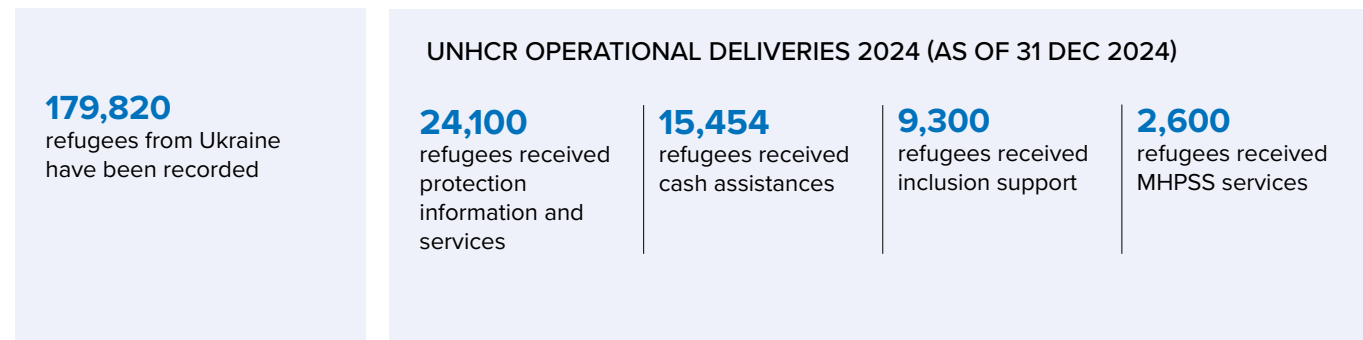 179,820
refugees from Ukraine
have been recorded
UNHCR OPERATIONAL DELIVERIES 2024 (AS OF 31 DEC 2024)
24,100
refugees received
protection
information and
services
15,454
refugees received
cash assistances
9,300
refugees received
inclusion support
2,600
refugees received
MHPSS services